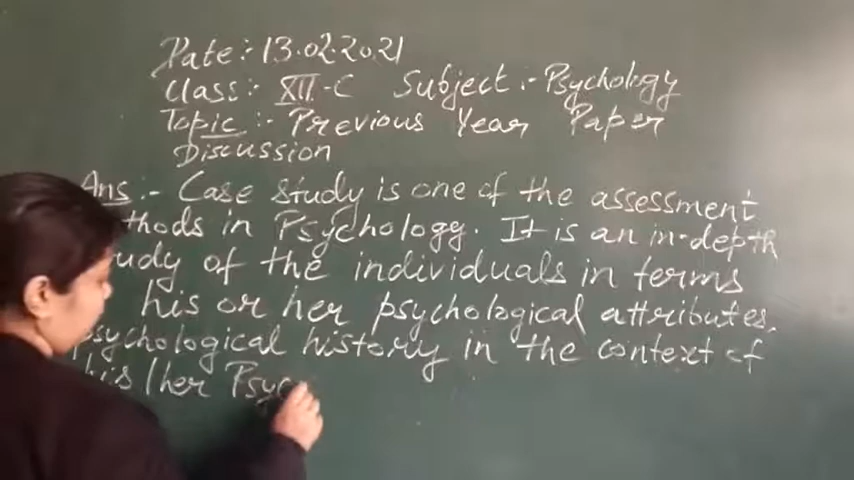 Date:- 13.02.2021
Class:- XII-C Subject:- Psychology
Topic:- Previous Year Paper
Discussion
Ans:- Case study is one of the assessment
thods in Psychology. It is an in-depth
udy of the individuals in terms
his or her psychological attributes,
psychological history in the context of
his/her Psyc